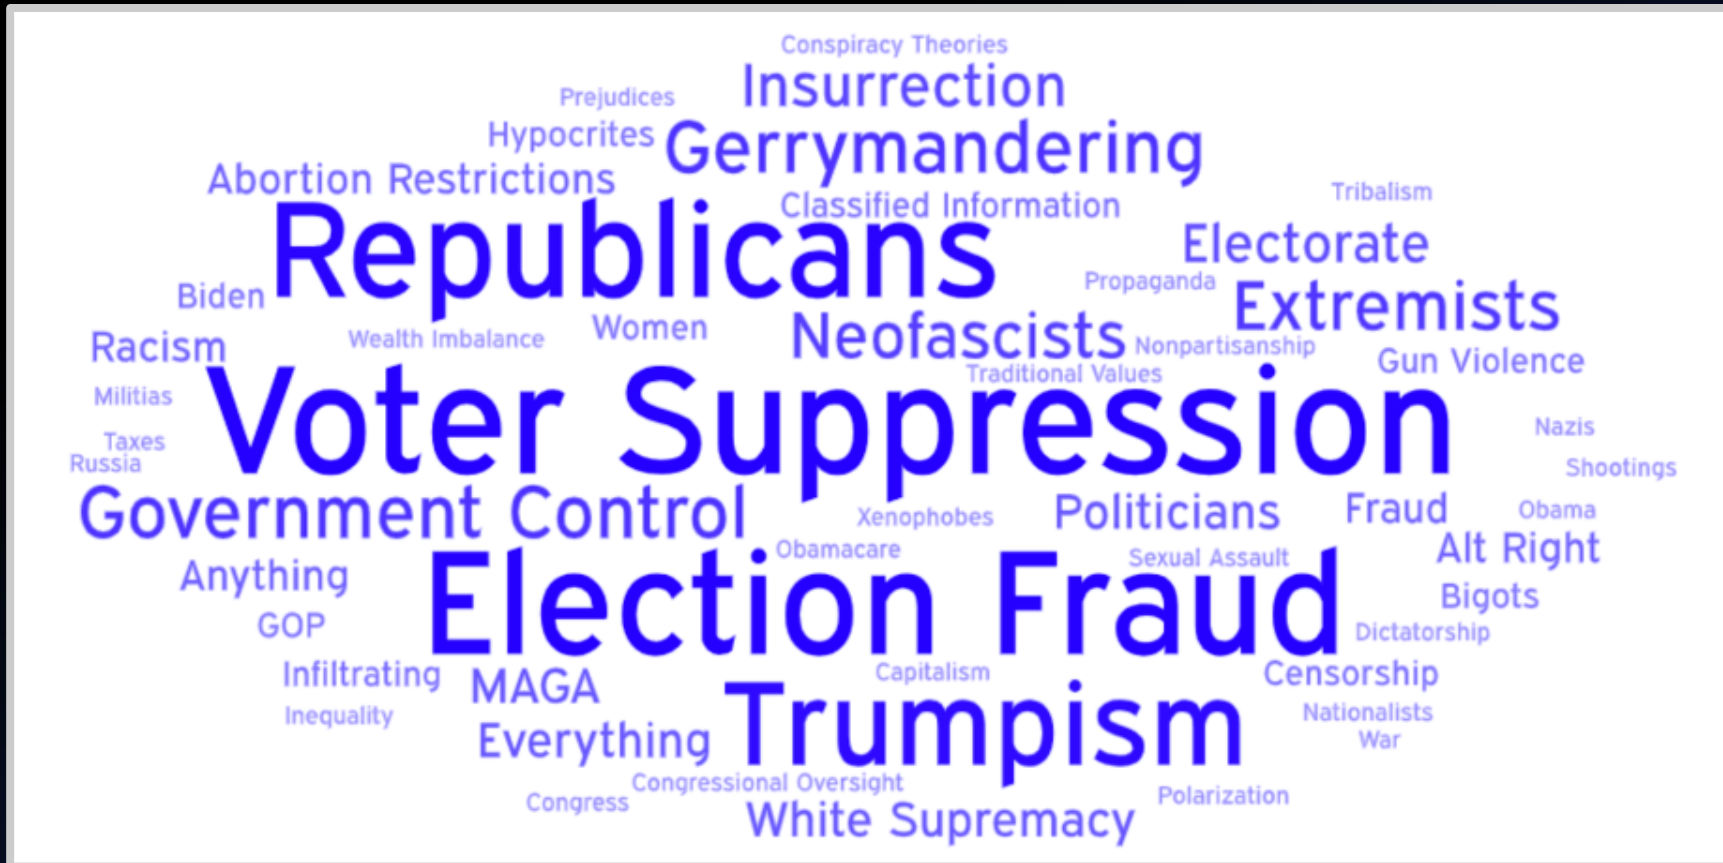 Conspiracy Theories
Insurrection
Prejudices
Hypocrites
Gerrymandering
Abortion Restrictions
Classified Information
Tribalism
Republicans
Electorate
Biden
Propaganda
Extremists
Racism
Wealth Imbalance
Women
Neofascists
Nonpartisanship
Gun Violence
Traditional Values
Militias
Voter Suppression
Nazis
Taxes
Russia
Shootings
Government Control
Xenophobes
Politicians
Fraud
Obama
Obamacare
Sexual Assault
Alt Right
Anything
Election Fraud
Bigots
GOP
Dictatorship
Infiltrating
MAGA
Capitalism
Censorship
Inequality
Trumpism
Nationalists
Everything
War
Congressional Oversight
Congress
Polarization
White Supremacy